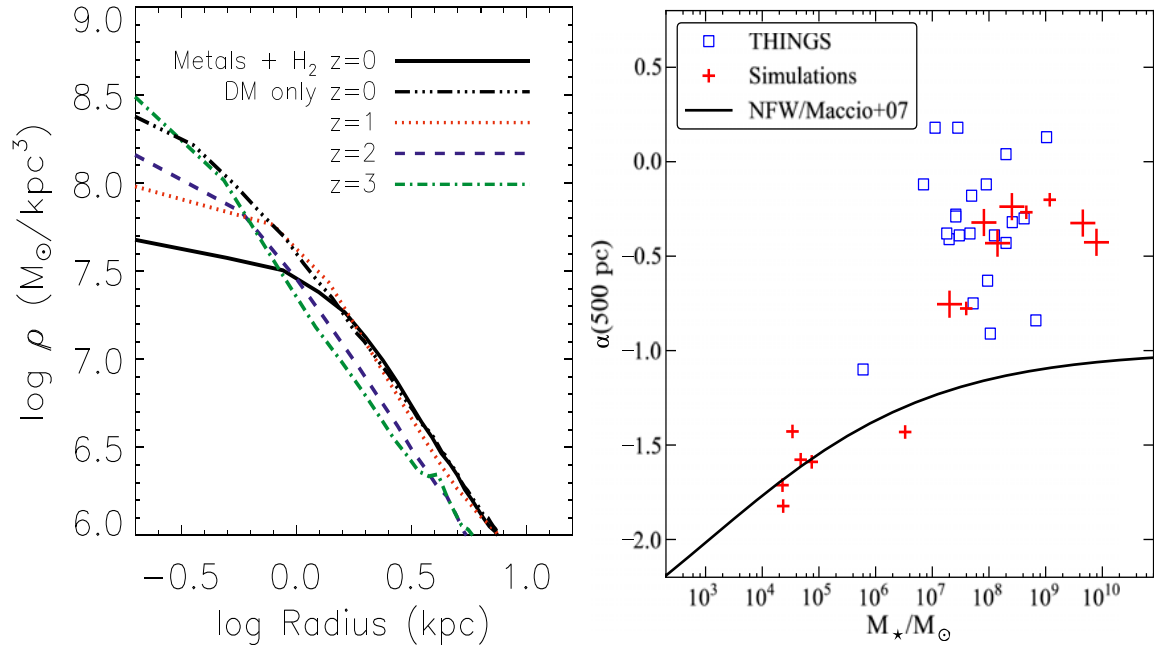 9.0
8.5
8.0
7.5
7.0
6.5
6.0
log ρ (M☉/kpc³)
Metals + H₂ z=0
DM only z=0
z=1
z=2
z=3
−0.5 0.0 0.5 1.0
log Radius (kpc)
THINGS
Simulations
NFW/Maccio+07
0.5
0.0
−0.5
−1.0
−1.5
−2.0
α(500 pc)
10³ 10⁴ 10⁵ 10⁶ 10⁷ 10⁸ 10⁹ 10¹⁰
M⋆/M☉